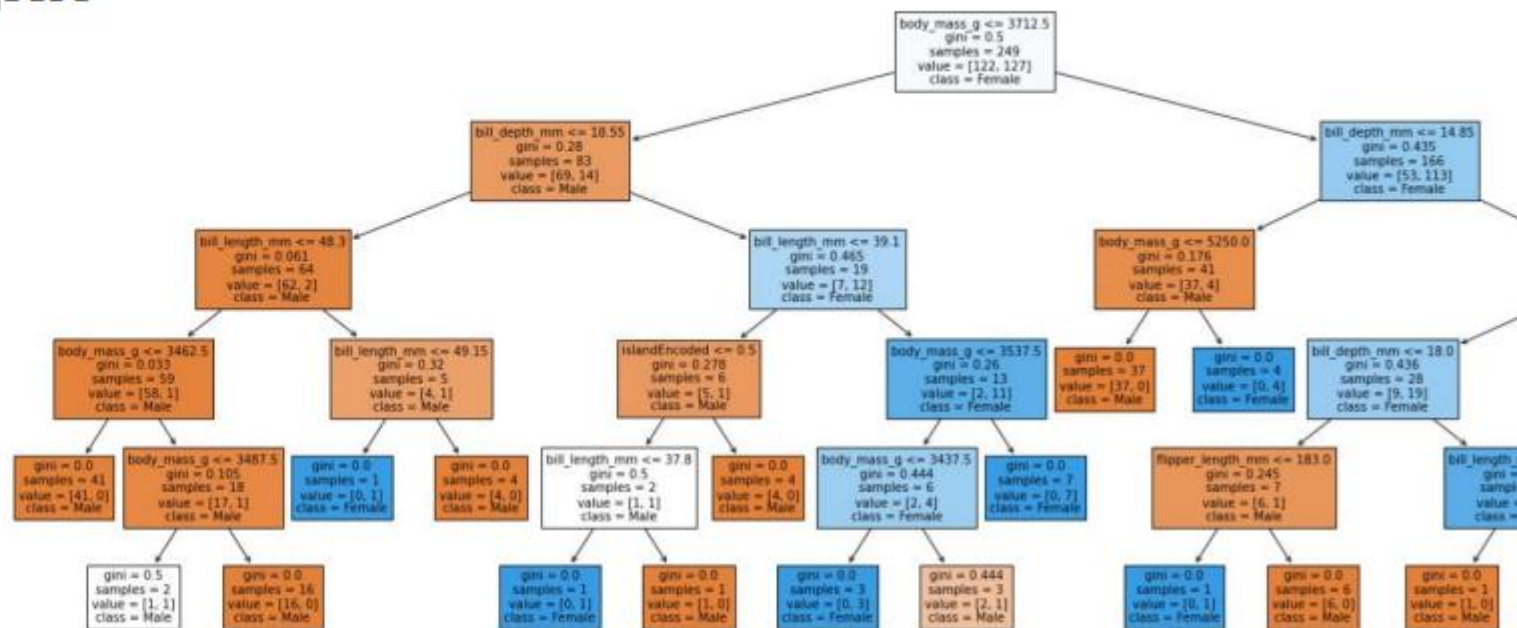 body_mass_g <= 3712.5
gini = 0.5
samples = 249
value = [122, 127]
class = Female
bill_depth_mm <= 18.55
gini = 0.28
samples = 83
value = [69, 14]
class = Male
bill_depth_mm <= 14.85
gini = 0.435
samples = 166
value = [53, 113]
class = Female
bill_length_mm <= 48.3
gini = 0.061
samples = 64
value = [62, 2]
class = Male
bill_length_mm <= 39.1
gini = 0.465
samples = 19
value = [7, 12]
class = Female
body_mass_g <= 5250.0
gini = 0.176
samples = 41
value = [37, 4]
class = Male
body_mass_g <= 3462.5
gini = 0.033
samples = 59
value = [58, 1]
class = Male
bill_length_mm <= 49.15
gini = 0.32
samples = 5
value = [4, 1]
class = Male
islandEncoded <= 0.5
gini = 0.278
samples = 6
value = [5, 1]
class = Male
body_mass_g <= 3537.5
gini = 0.26
samples = 13
value = [2, 11]
class = Female
gini = 0.0
samples = 37
value = [37, 0]
class = Male
gini = 0.0
samples = 4
value = [0, 4]
class = Female
bill_depth_mm <= 18.0
gini = 0.436
samples = 28
value = [9, 19]
class = Female
gini = 0.0
samples = 41
value = [41, 0]
class = Male
body_mass_g <= 3487.5
gini = 0.105
samples = 18
value = [17, 1]
class = Male
gini = 0.0
samples = 1
value = [0, 1]
class = Female
gini = 0.0
samples = 4
value = [4, 0]
class = Male
bill_length_mm <= 37.8
gini = 0.5
samples = 2
value = [1, 1]
class = Male
gini = 0.0
samples = 4
value = [4, 0]
class = Male
body_mass_g <= 3437.5
gini = 0.444
samples = 6
value = [2, 4]
class = Female
gini = 0.0
samples = 7
value = [0, 7]
class = Female
flipper_length_mm <= 183.0
gini = 0.245
samples = 7
value = [6, 1]
class = Male
bill_length_
gini =
sampl
value =
class =
gini = 0.5
samples = 2
value = [1, 1]
class = Male
gini = 0.0
samples = 16
value = [16, 0]
class = Male
gini = 0.0
samples = 1
value = [0, 1]
class = Female
gini = 0.0
samples = 1
value = [1, 0]
class = Male
gini = 0.0
samples = 3
value = [0, 3]
class = Female
gini = 0.444
samples = 3
value = [2, 1]
class = Male
gini = 0.0
samples = 1
value = [0, 1]
class = Female
gini = 0.0
samples = 6
value = [6, 0]
class = Male
gini = 0.0
samples = 1
value = [1, 0]
class = Male